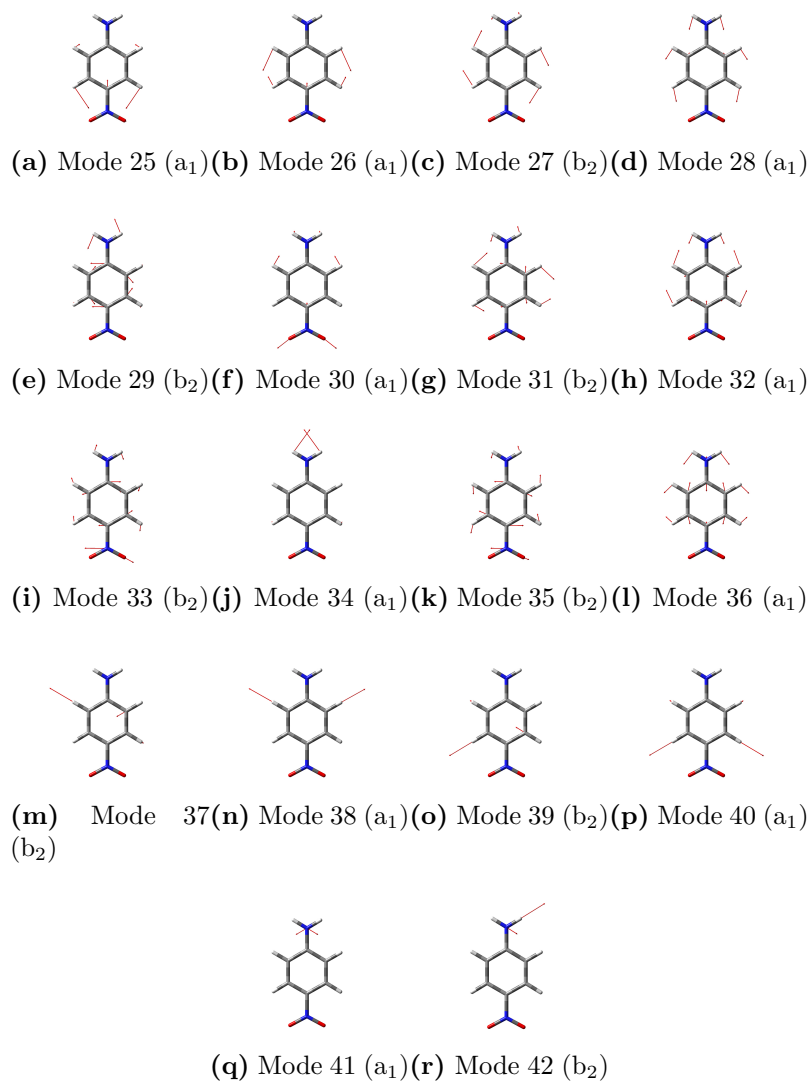 (a) Mode 25 (a₁)(b) Mode 26 (a₁)(c) Mode 27 (b₂)(d) Mode 28 (a₁)
(e) Mode 29 (b₂)(f) Mode 30 (a₁)(g) Mode 31 (b₂)(h) Mode 32 (a₁)
(i) Mode 33 (b₂)(j) Mode 34 (a₁)(k) Mode 35 (b₂)(l) Mode 36 (a₁)
(m) Mode 37(n) Mode 38 (a₁)(o) Mode 39 (b₂)(p) Mode 40 (a₁)
(b₂)
(q) Mode 41 (a₁)(r) Mode 42 (b₂)